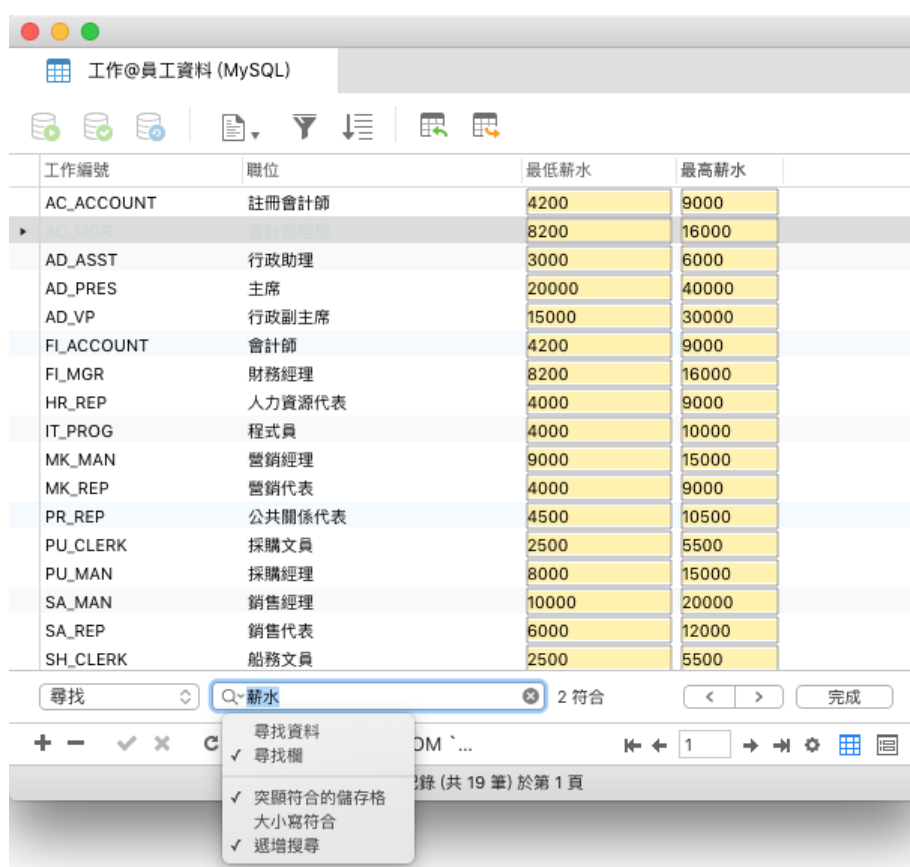 工作@員工資料 (MySQL)
工作編號 職位 最低薪水 最高薪水
AC_ACCOUNT 註冊會計師 4200 9000
AC_MGR 會計部經理 8200 16000
AD_ASST 行政助理 3000 6000
AD_PRES 主席 20000 40000
AD_VP 行政副主席 15000 30000
FI_ACCOUNT 會計師 4200 9000
FI_MGR 財務經理 8200 16000
HR_REP 人力資源代表 4000 9000
IT_PROG 程式員 4000 10000
MK_MAN 營銷經理 9000 15000
MK_REP 營銷代表 4000 9000
PR_REP 公共關係代表 4500 10500
PU_CLERK 採購文員 2500 5500
PU_MAN 採購經理 8000 15000
SA_MAN 銷售經理 10000 20000
SA_REP 銷售代表 6000 12000
SH_CLERK 船務文員 2500 5500
尋找 薪水 2 符合 < > 完成
尋找資料
OM `... 1
✓ 尋找欄
錄 (共 19 筆) 於第 1 頁
✓ 突顯符合的儲存格
大小寫符合
✓ 遞增搜尋